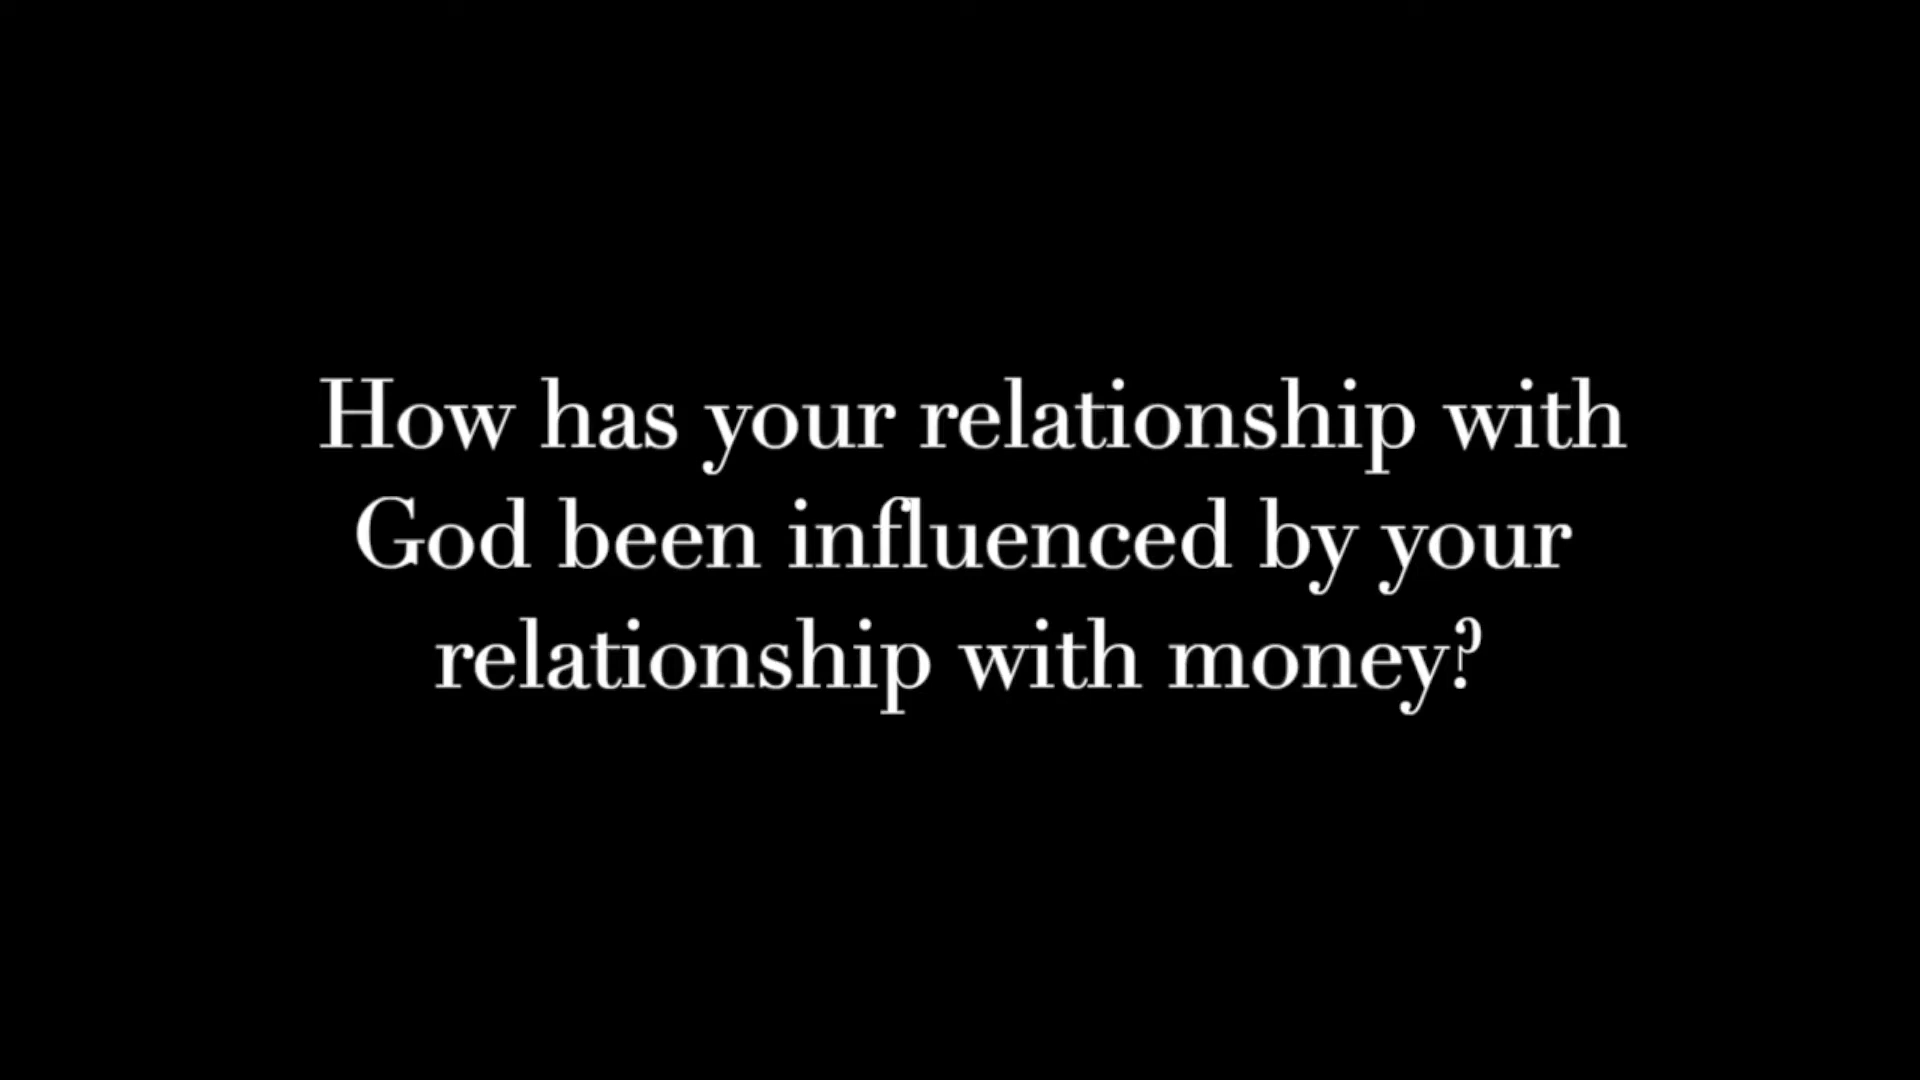 How has your relationship with
God been influenced by your
relationship with money?